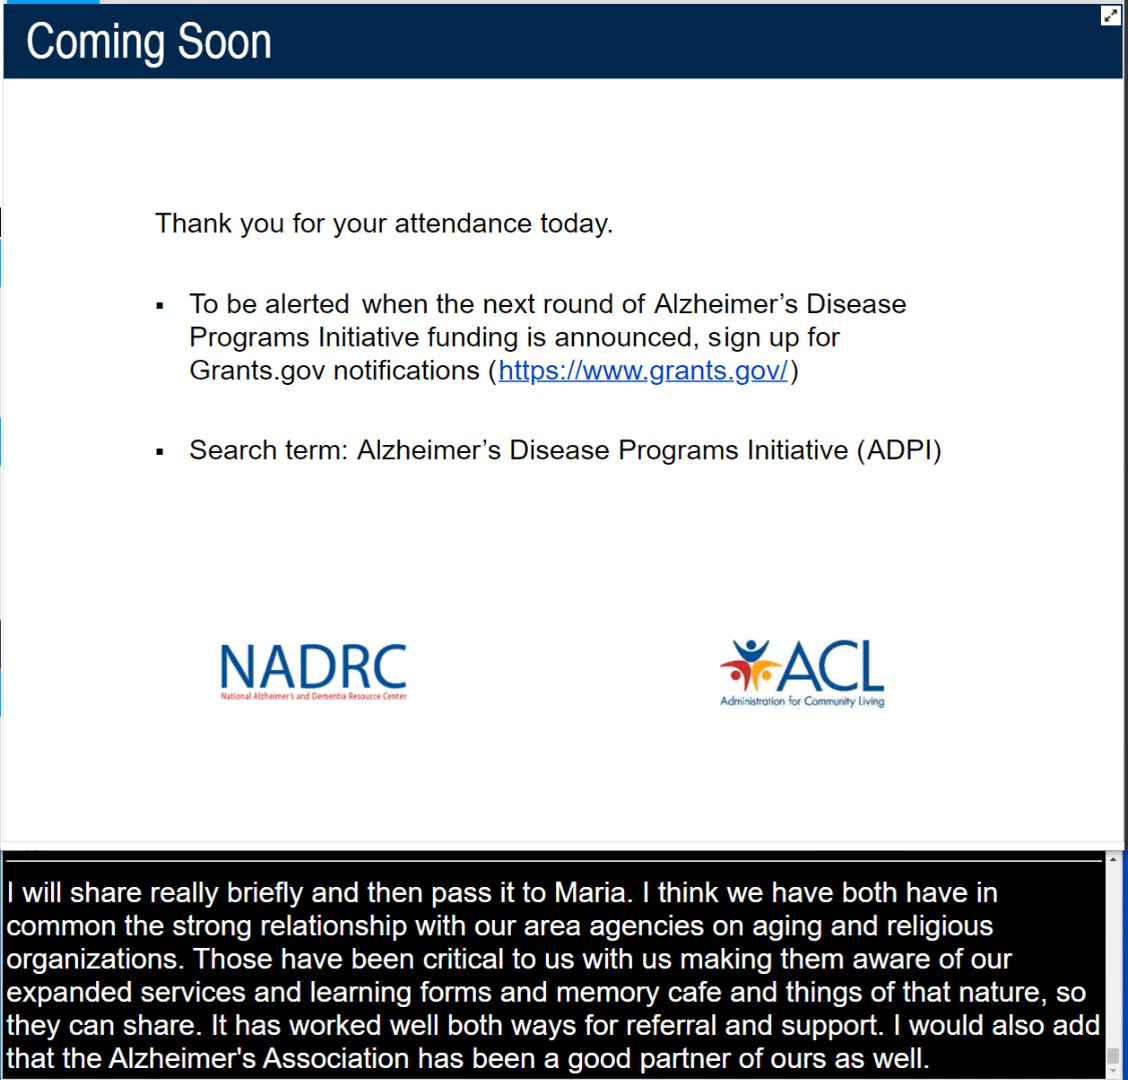 Coming Soon
Thank you for your attendance today.
▪ To be alerted when the next round of Alzheimer’s Disease
Programs Initiative funding is announced, sign up for
Grants.gov notifications (https://www.grants.gov/)
▪ Search term: Alzheimer’s Disease Programs Initiative (ADPI)
NADRC
National Alzheimer's and Dementia Resource Center
ACL
Administration for Community Living
I will share really briefly and then pass it to Maria. I think we have both have in
common the strong relationship with our area agencies on aging and religious
organizations. Those have been critical to us with us making them aware of our
expanded services and learning forms and memory cafe and things of that nature, so
they can share. It has worked well both ways for referral and support. I would also add
that the Alzheimer's Association has been a good partner of ours as well.